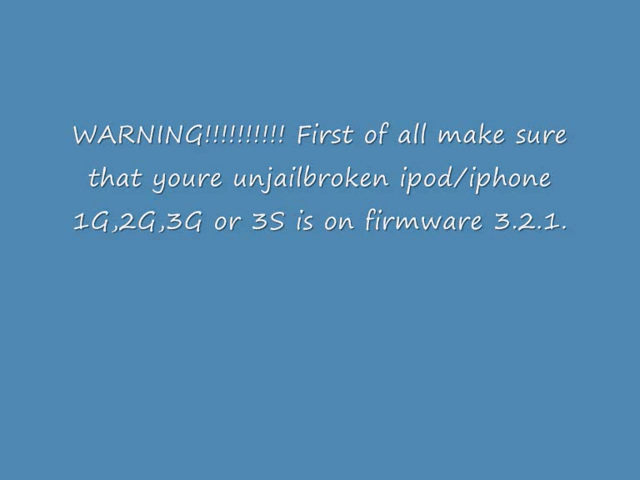 WARNING!!!!!!!!!! First of all make sure
that youre unjailbroken ipod/iphone
1G,2G,3G or 3S is on firmware 3.2.1.